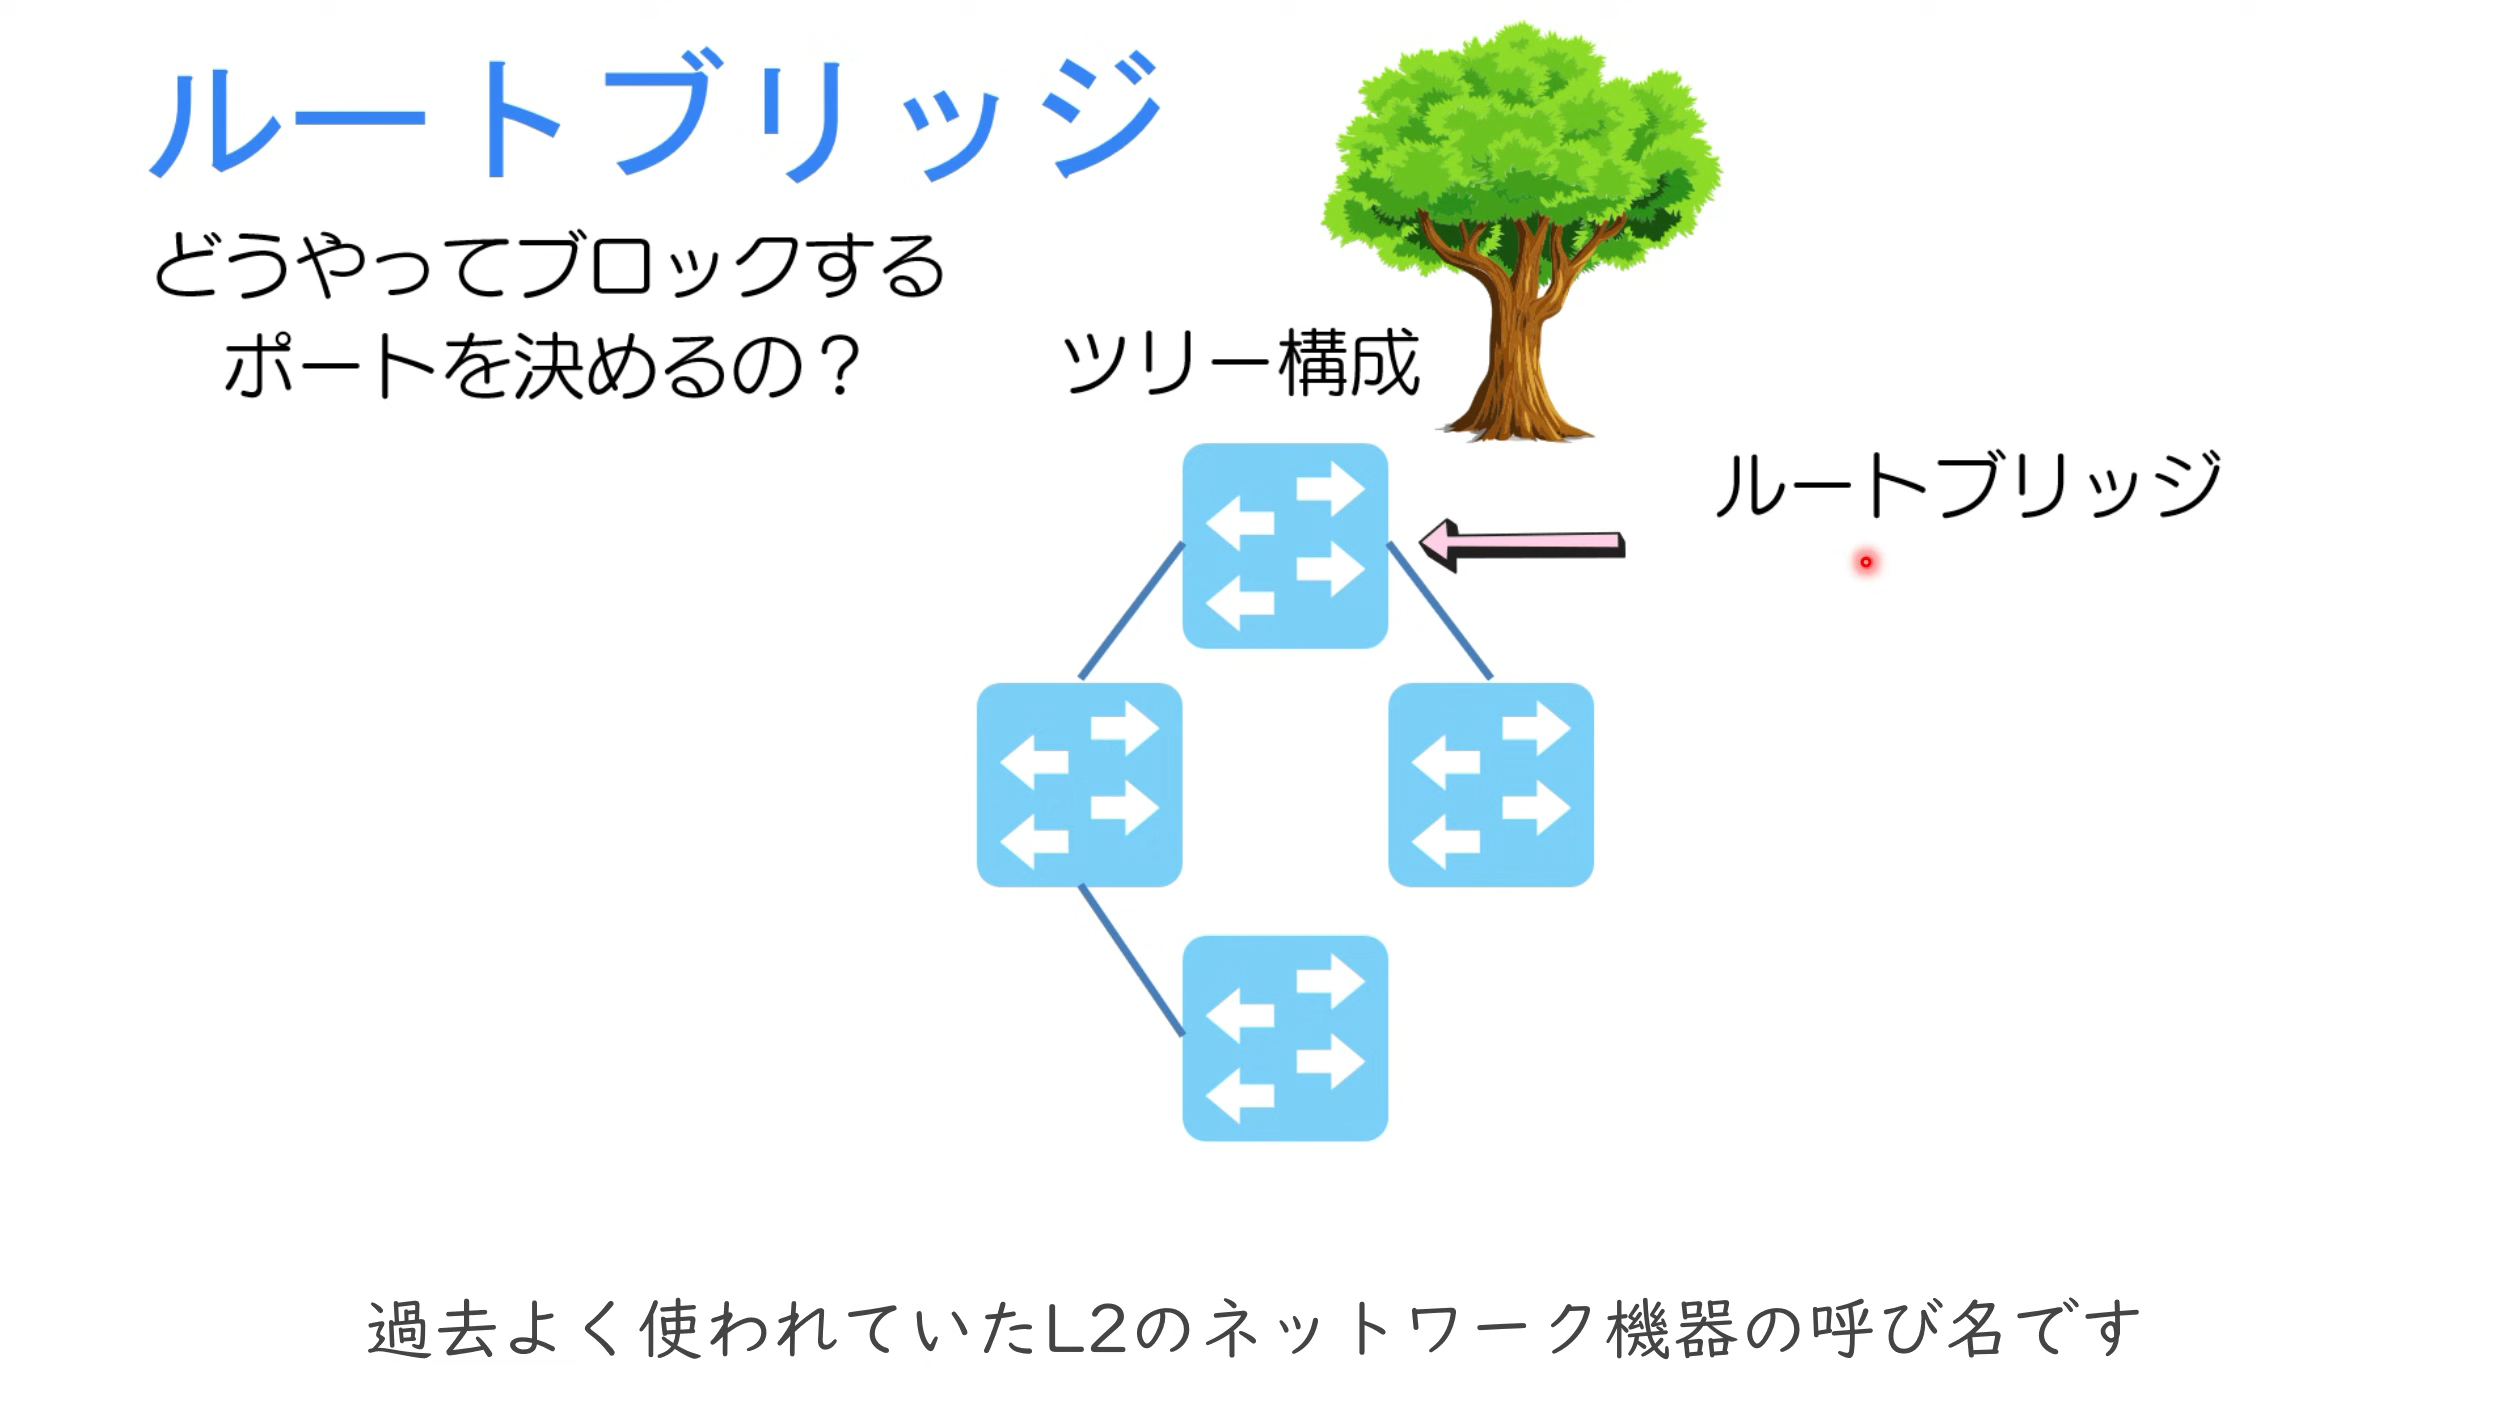 ルートブリッジ
どうやってブロックする
ポートを決めるの？
ツリー構成
ルートブリッジ
過去よく使われていたL2のネットワーク機器の呼び名です